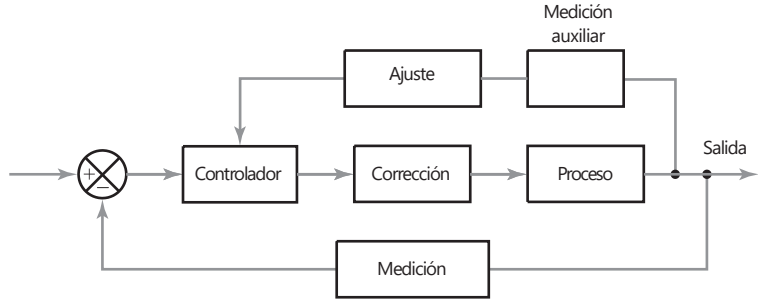 Medición
auxiliar
Ajuste
Salida
+
−
Controlador
Corrección
Proceso
Medición